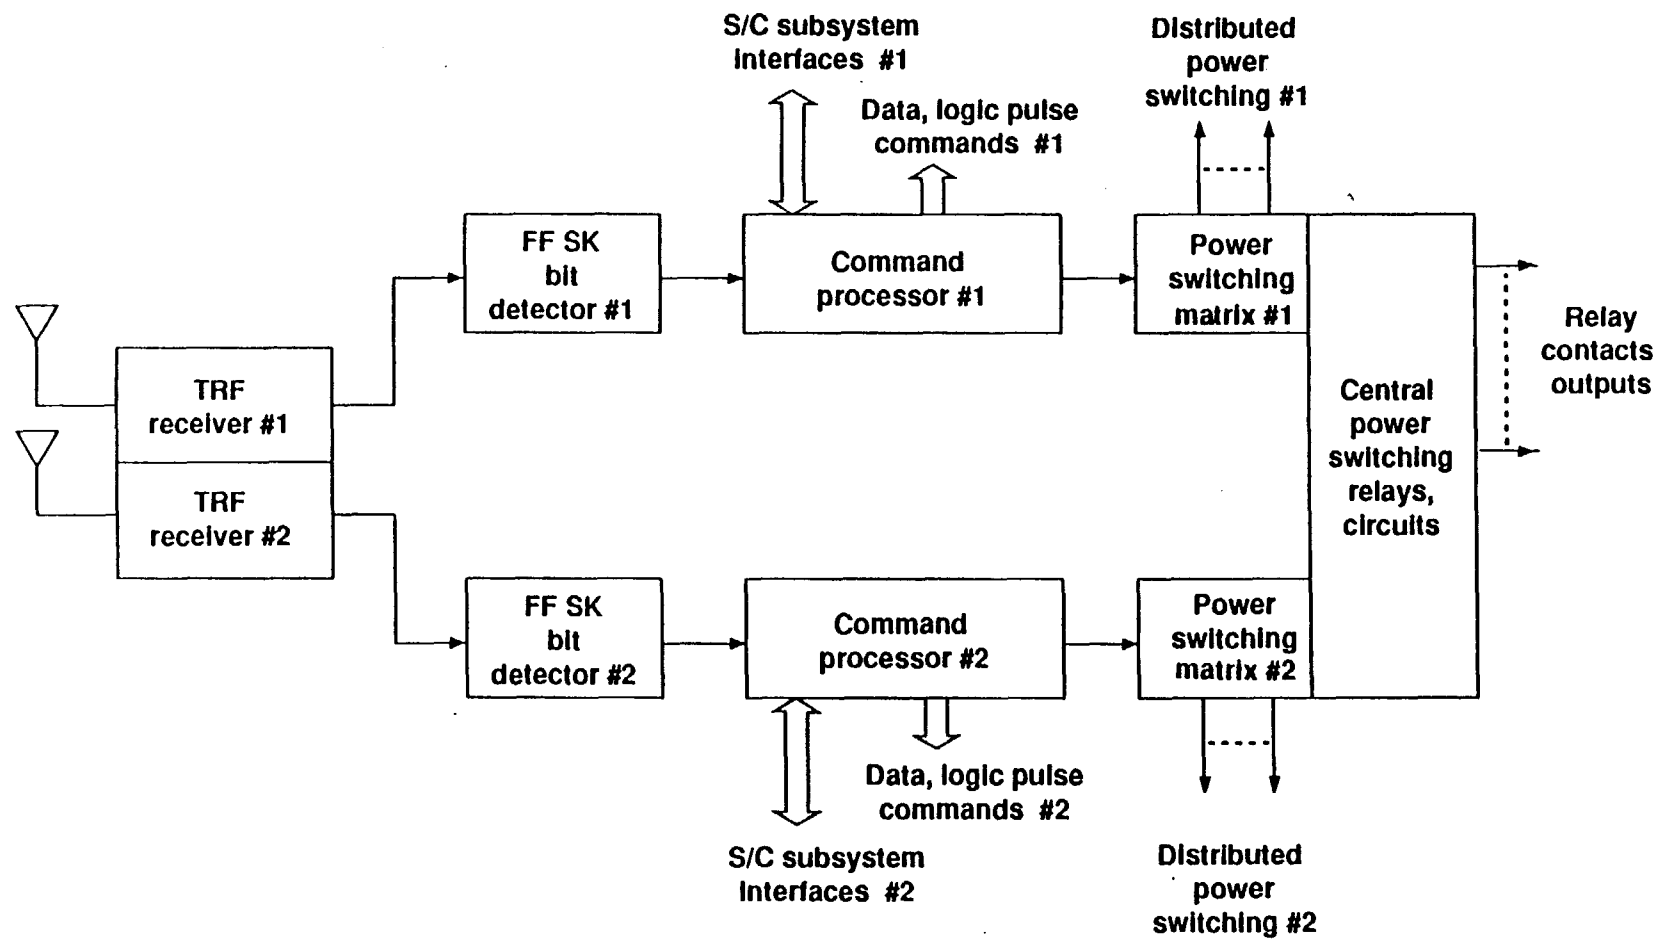 S/C subsystem
Interfaces #1
Distributed
power
switching #1
Data, logic pulse
commands #1
FF SK
bit
detector #1
Command
processor #1
Power
switching
matrix #1
TRF
receiver #1
TRF
receiver #2
Central
power
switching
relays,
circuits
Relay
contacts
outputs
FF SK
bit
detector #2
Command
processor #2
Power
switching
matrix #2
Data, logic pulse
commands #2
S/C subsystem
Interfaces #2
Distributed
power
switching #2